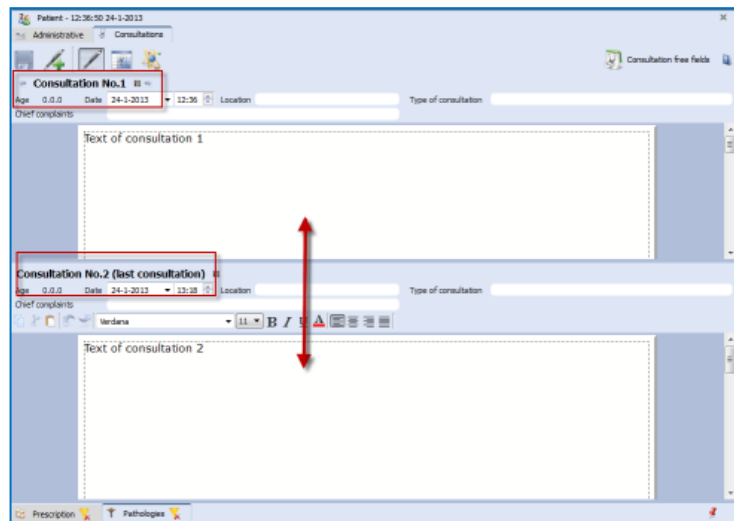 Patient - 12:36:50 24-1-2013
Administrative Consultations
Consultation free fields
Consultation No.1
Age 0.0.0 Date 24-1-2013 12:36 Location Type of consultation
Chief complaints
Text of consultation 1
Consultation No.2 (last consultation)
Age 0.0.0 Date 24-1-2013 13:18 Location Type of consultation
Chief complaints
Verdana 11 B I U A
Text of consultation 2
Prescription Pathologies